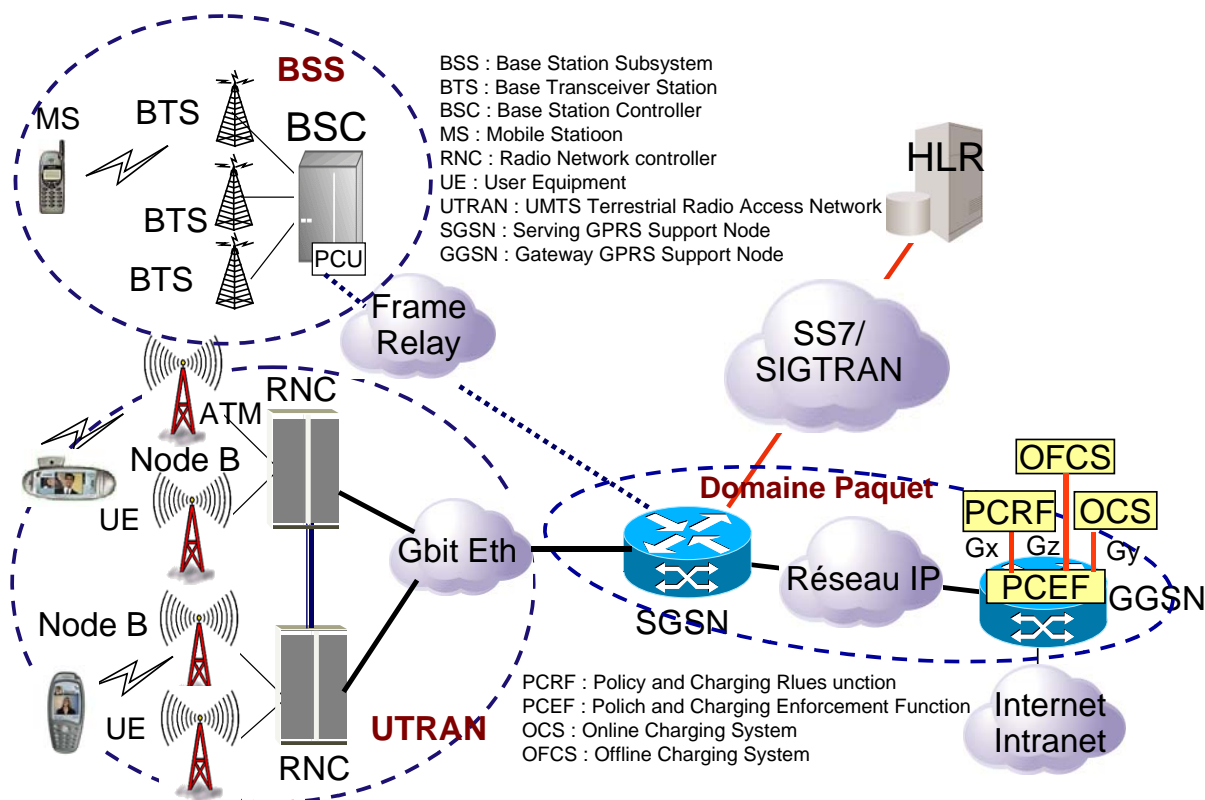 BSS
BSS : Base Station Subsystem
BTS : Base Transceiver Station
BSC : Base Station Controller
MS : Mobile Statioon
RNC : Radio Network controller
UE : User Equipment
UTRAN : UMTS Terrestrial Radio Access Network
SGSN : Serving GPRS Support Node
GGSN : Gateway GPRS Support Node
MS
BTS
BSC
BTS
BTS
PCU
HLR
Frame
Relay
SS7/
SIGTRAN
RNC
ATM
Node B
UE
Gbit Eth
Domaine Paquet
OFCS
PCRF
OCS
Gx
Gz
Gy
PCEF
GGSN
Réseau IP
SGSN
Node B
UE
UTRAN
RNC
PCRF : Policy and Charging Rlues unction
PCEF : Polich and Charging Enforcement Function
OCS : Online Charging System
OFCS : Offline Charging System
Internet
Intranet